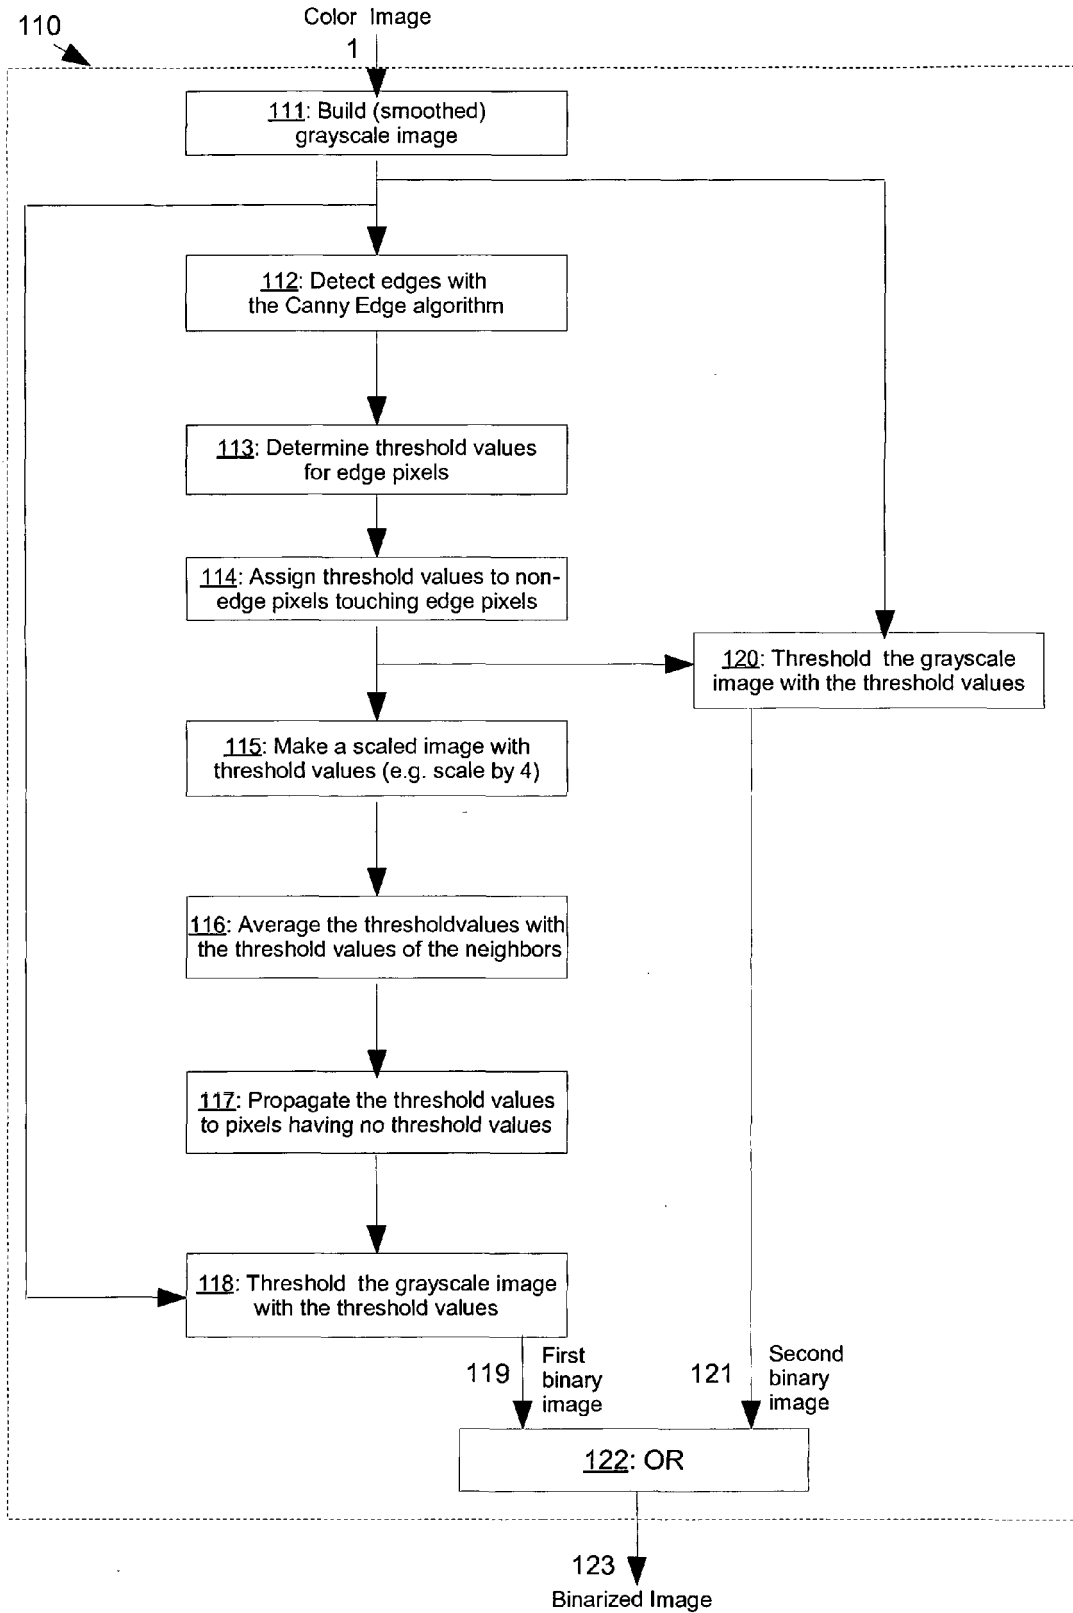 110
Color Image
1
111: Build (smoothed)
grayscale image
112: Detect edges with
the Canny Edge algorithm
113: Determine threshold values
for edge pixels
114: Assign threshold values to non-
edge pixels touching edge pixels
120: Threshold the grayscale
image with the threshold values
115: Make a scaled image with
threshold values (e.g. scale by 4)
116: Average the thresholdvalues with
the threshold values of the neighbors
117: Propagate the threshold values
to pixels having no threshold values
118: Threshold the grayscale image
with the threshold values
119
First
binary
image
121
Second
binary
image
122: OR
123
Binarized Image